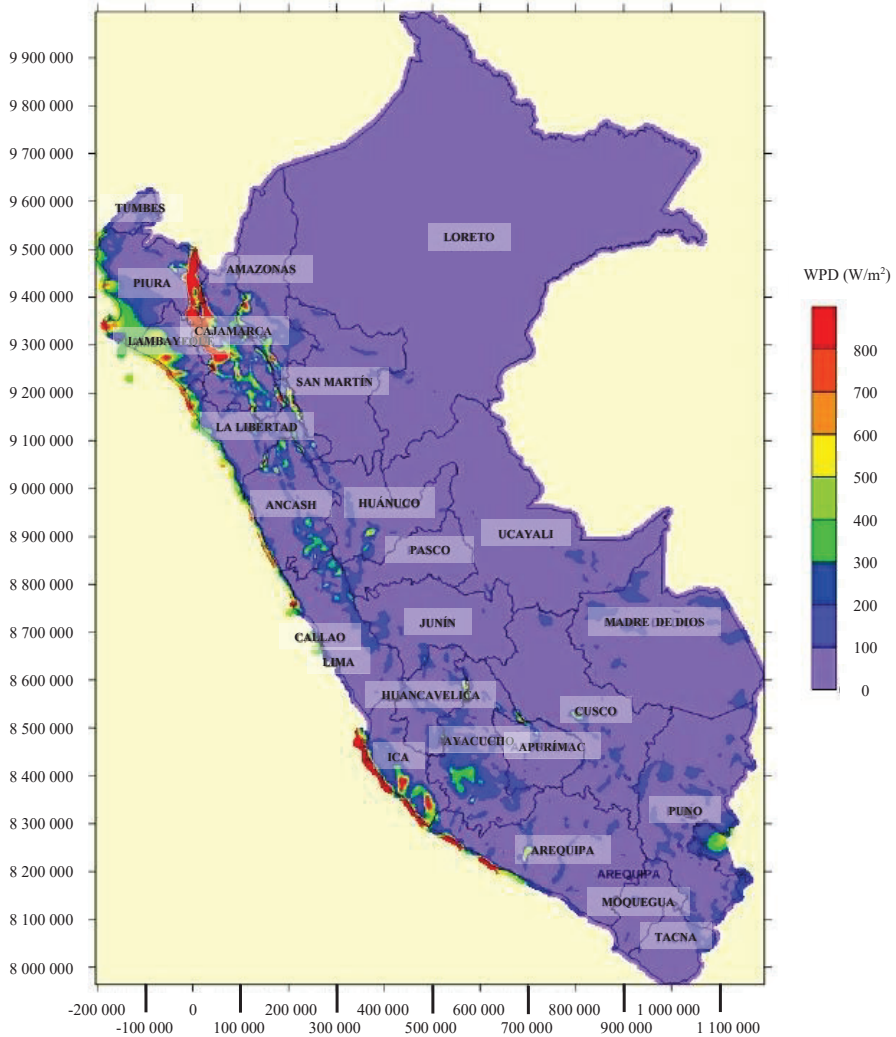 9 900 000
9 800 000
9 700 000
9 600 000
9 500 000
9 400 000
9 300 000
9 200 000
9 100 000
9 000 000
8 900 000
8 800 000
8 700 000
8 600 000
8 500 000
8 400 000
8 300 000
8 200 000
8 100 000
8 000 000
TUMBES
LORETO
AMAZONAS
PIURA
CAJAMARCA
LAMBAYEQUE
SAN MARTÍN
LA LIBERTAD
ANCASH
HUÁNUCO
UCAYALI
PASCO
JUNÍN
MADRE DE DIOS
CALLAO
LIMA
HUANCAVELICA
CUSCO
AYACUCHO
APURÍMAC
ICA
PUNO
AREQUIPA
AREQUIPA
MOQUEGUA
TACNA
WPD (W/m²)
800
700
600
500
400
300
200
100
0
-200 000 0 200 000 400 000 600 000 800 000 1 000 000
-100 000 100 000 300 000 500 000 700 000 900 000 1 100 000